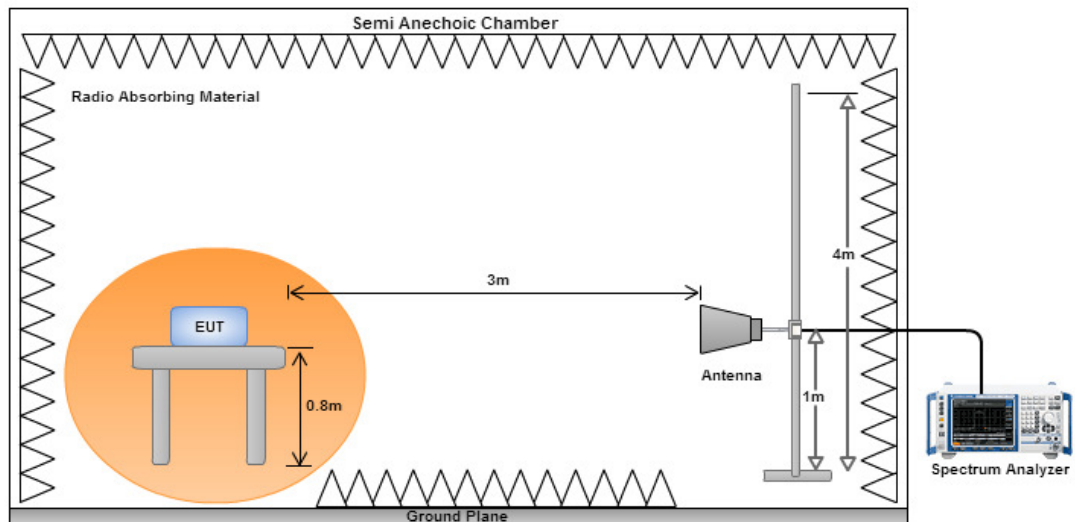 Semi Anechoic Chamber
Radio Absorbing Material
4m
3m
EUT
Antenna
1m
0.8m
Spectrum Analyzer
Ground Plane